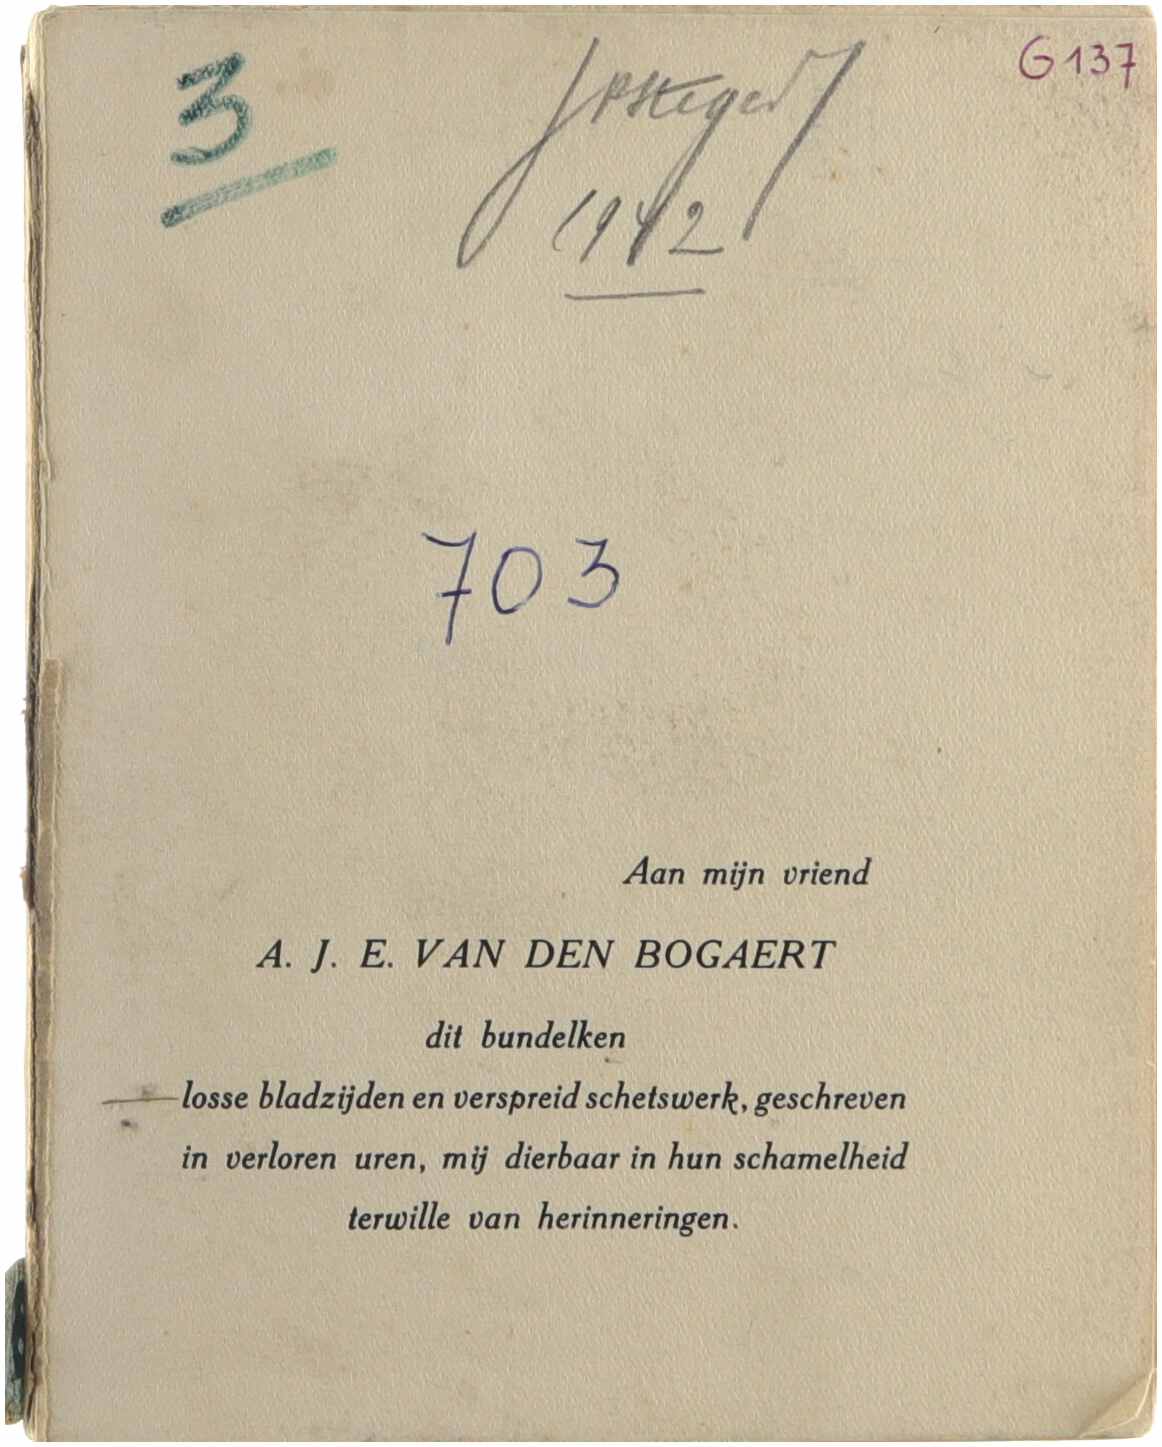 3
G 137
1942
703
Aan mijn vriend
A. J. E. VAN DEN BOGAERT
dit bundelken
losse bladzijden en verspreid schetswerk, geschreven
in verloren uren, mij dierbaar in hun schamelheid
terwille van herinneringen.